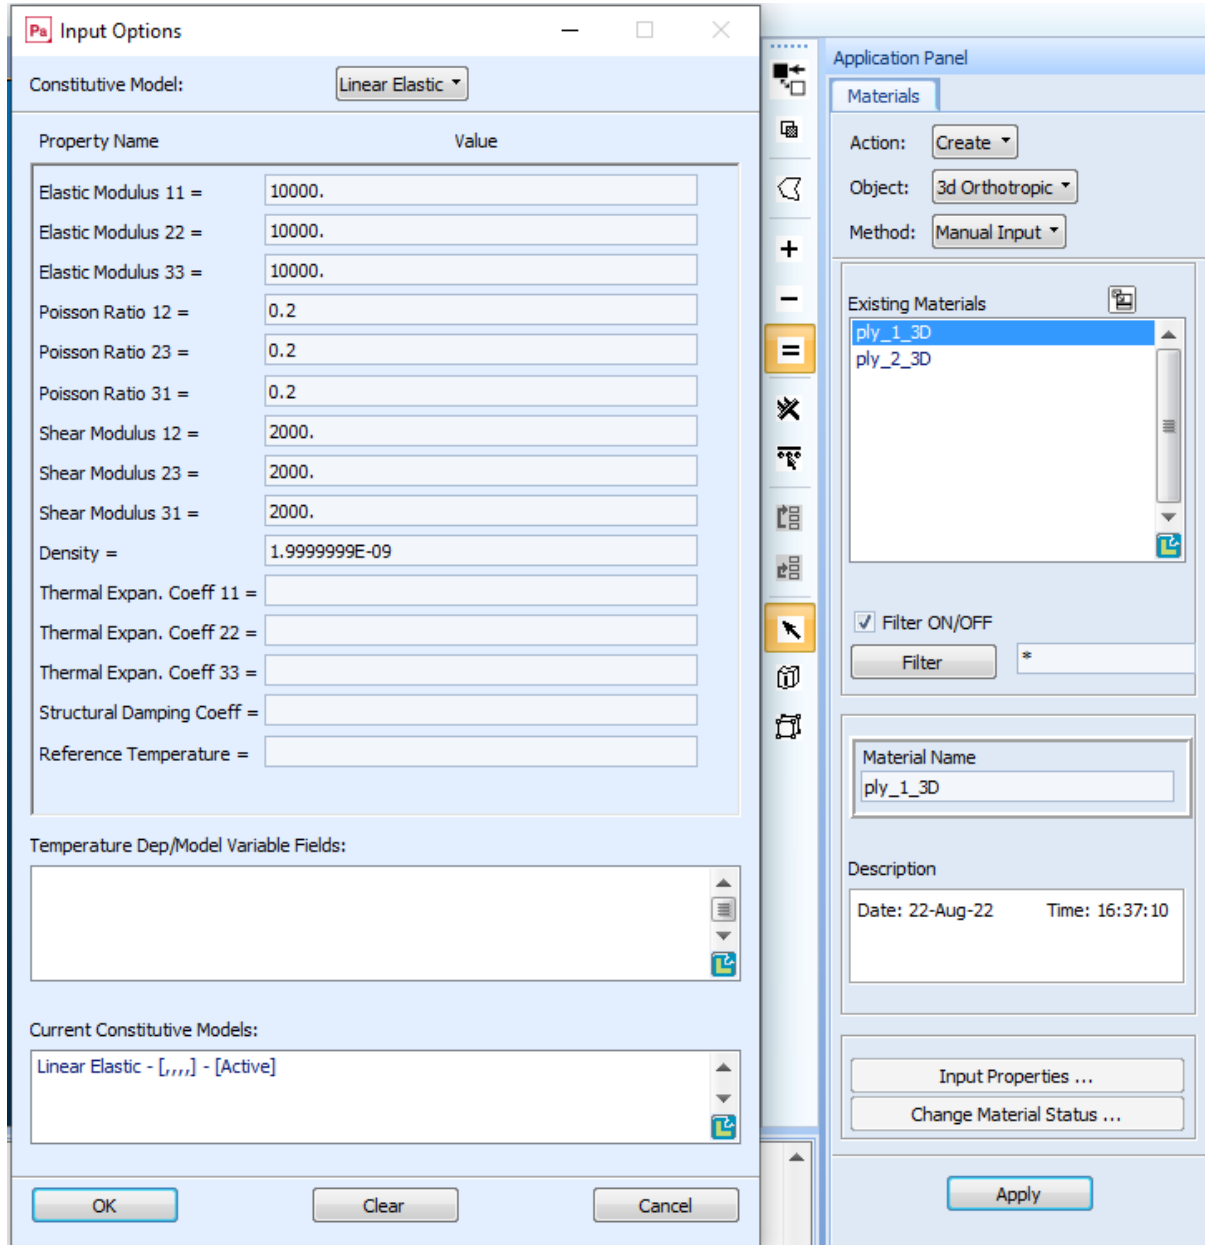 Pa Input Options
Constitutive Model: Linear Elastic
Property Name Value
Elastic Modulus 11 = 10000.
Elastic Modulus 22 = 10000.
Elastic Modulus 33 = 10000.
Poisson Ratio 12 = 0.2
Poisson Ratio 23 = 0.2
Poisson Ratio 31 = 0.2
Shear Modulus 12 = 2000.
Shear Modulus 23 = 2000.
Shear Modulus 31 = 2000.
Density = 1.9999999E-09
Thermal Expan. Coeff 11 =
Thermal Expan. Coeff 22 =
Thermal Expan. Coeff 33 =
Structural Damping Coeff =
Reference Temperature =
Temperature Dep/Model Variable Fields:
Current Constitutive Models:
Linear Elastic - [,,,,] - [Active]
OK Clear Cancel
Application Panel
Materials
Action: Create
Object: 3d Orthotropic
Method: Manual Input
Existing Materials
ply_1_3D
ply_2_3D
Filter ON/OFF
Filter *
Material Name
ply_1_3D
Description
Date: 22-Aug-22 Time: 16:37:10
Input Properties ...
Change Material Status ...
Apply